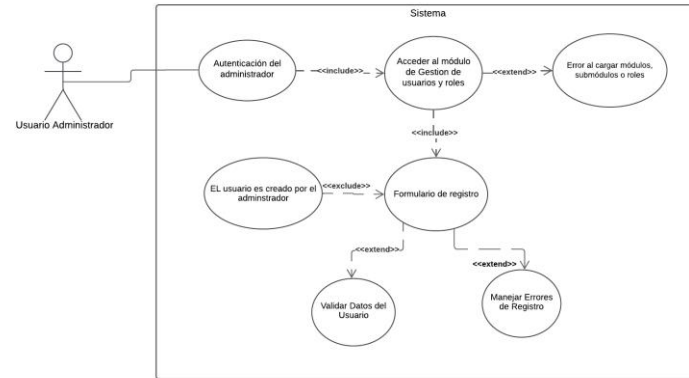 Sistema
Autenticación del
administrador
<<include>>
Acceder al módulo
de Gestion de
usuarios y roles
<<extend>>
Error al cargar módulos,
submódulos o roles
Usuario Administrador
<<include>>
EL usuario es creado por el
adminstrador
<<exclude>>
Formulario de registro
<<extend>>
<<extend>>
Validar Datos del
Usuario
Manejar Errores
de Registro